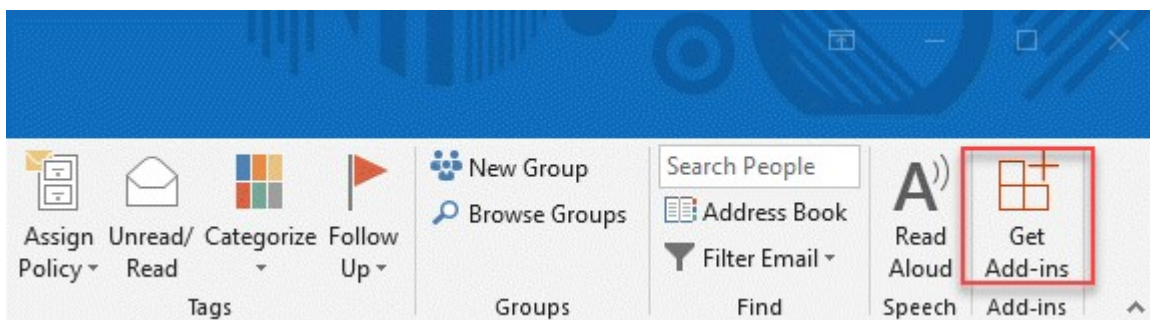 Assign Policy
Unread/ Read
Categorize
Follow Up
Tags
New Group
Browse Groups
Groups
Search People
Address Book
Filter Email
Find
A
Read Aloud
Speech
Get Add-ins
Add-ins